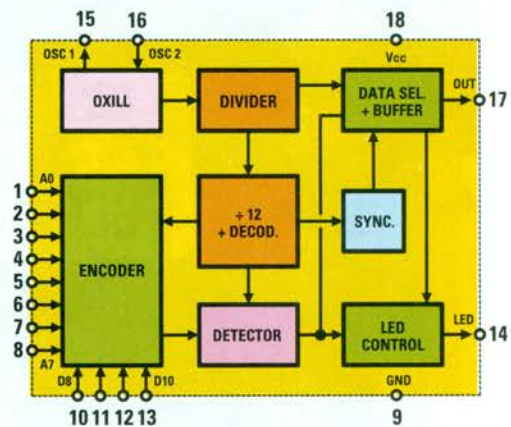 15 16 18
OSC 1 OSC 2 Vcc
OXILL DIVIDER DATA SEL.
+ BUFFER OUT
17
A0
1
2
3
4
5
6
7
8
A7
ENCODER
÷ 12
+ DECOD.
SYNC.
DETECTOR
LED
CONTROL
LED
14
D8 D10 GND
10 11 12 13 9